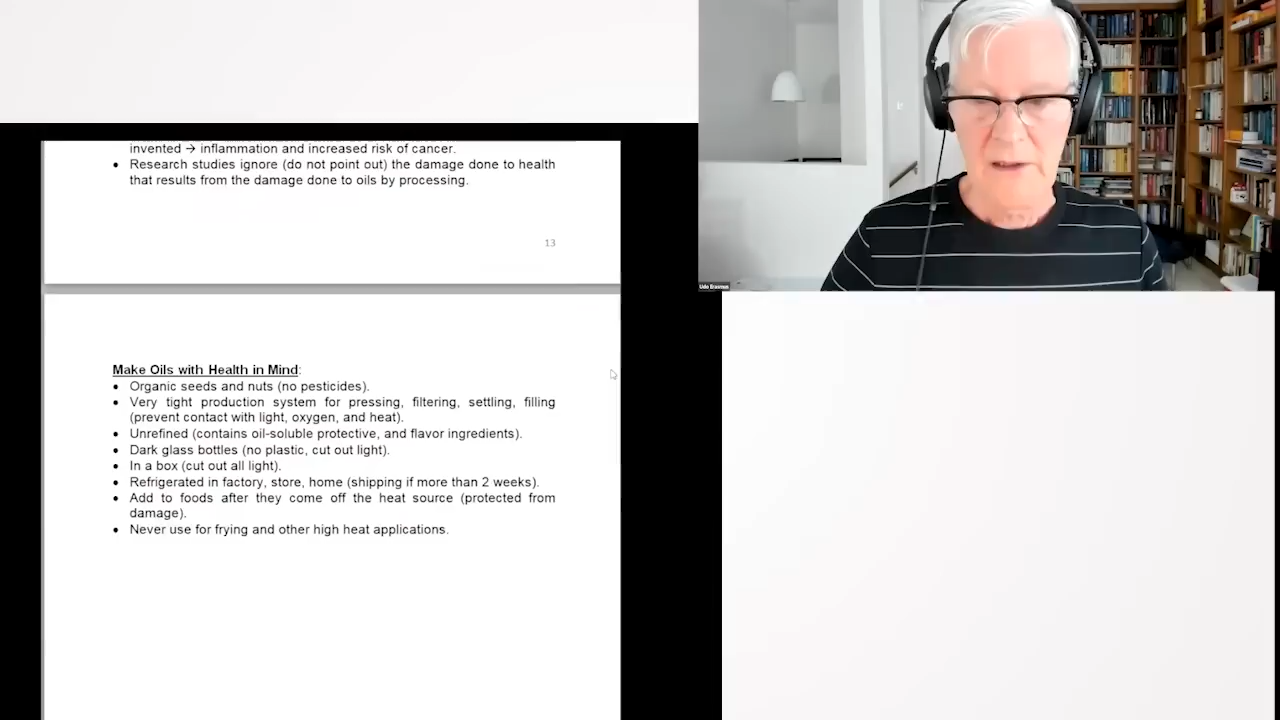 invented → inflammation and increased risk of cancer.
• Research studies ignore (do not point out) the damage done to health
that results from the damage done to oils by processing.
13
Make Oils with Health in Mind:
• Organic seeds and nuts (no pesticides).
• Very tight production system for pressing, filtering, settling, filling
(prevent contact with light, oxygen, and heat).
• Unrefined (contains oil-soluble protective, and flavor ingredients).
• Dark glass bottles (no plastic, cut out light).
• In a box (cut out all light).
• Refrigerated in factory, store, home (shipping if more than 2 weeks).
• Add to foods after they come off the heat source (protected from
damage).
• Never use for frying and other high heat applications.
Udo Erasmus